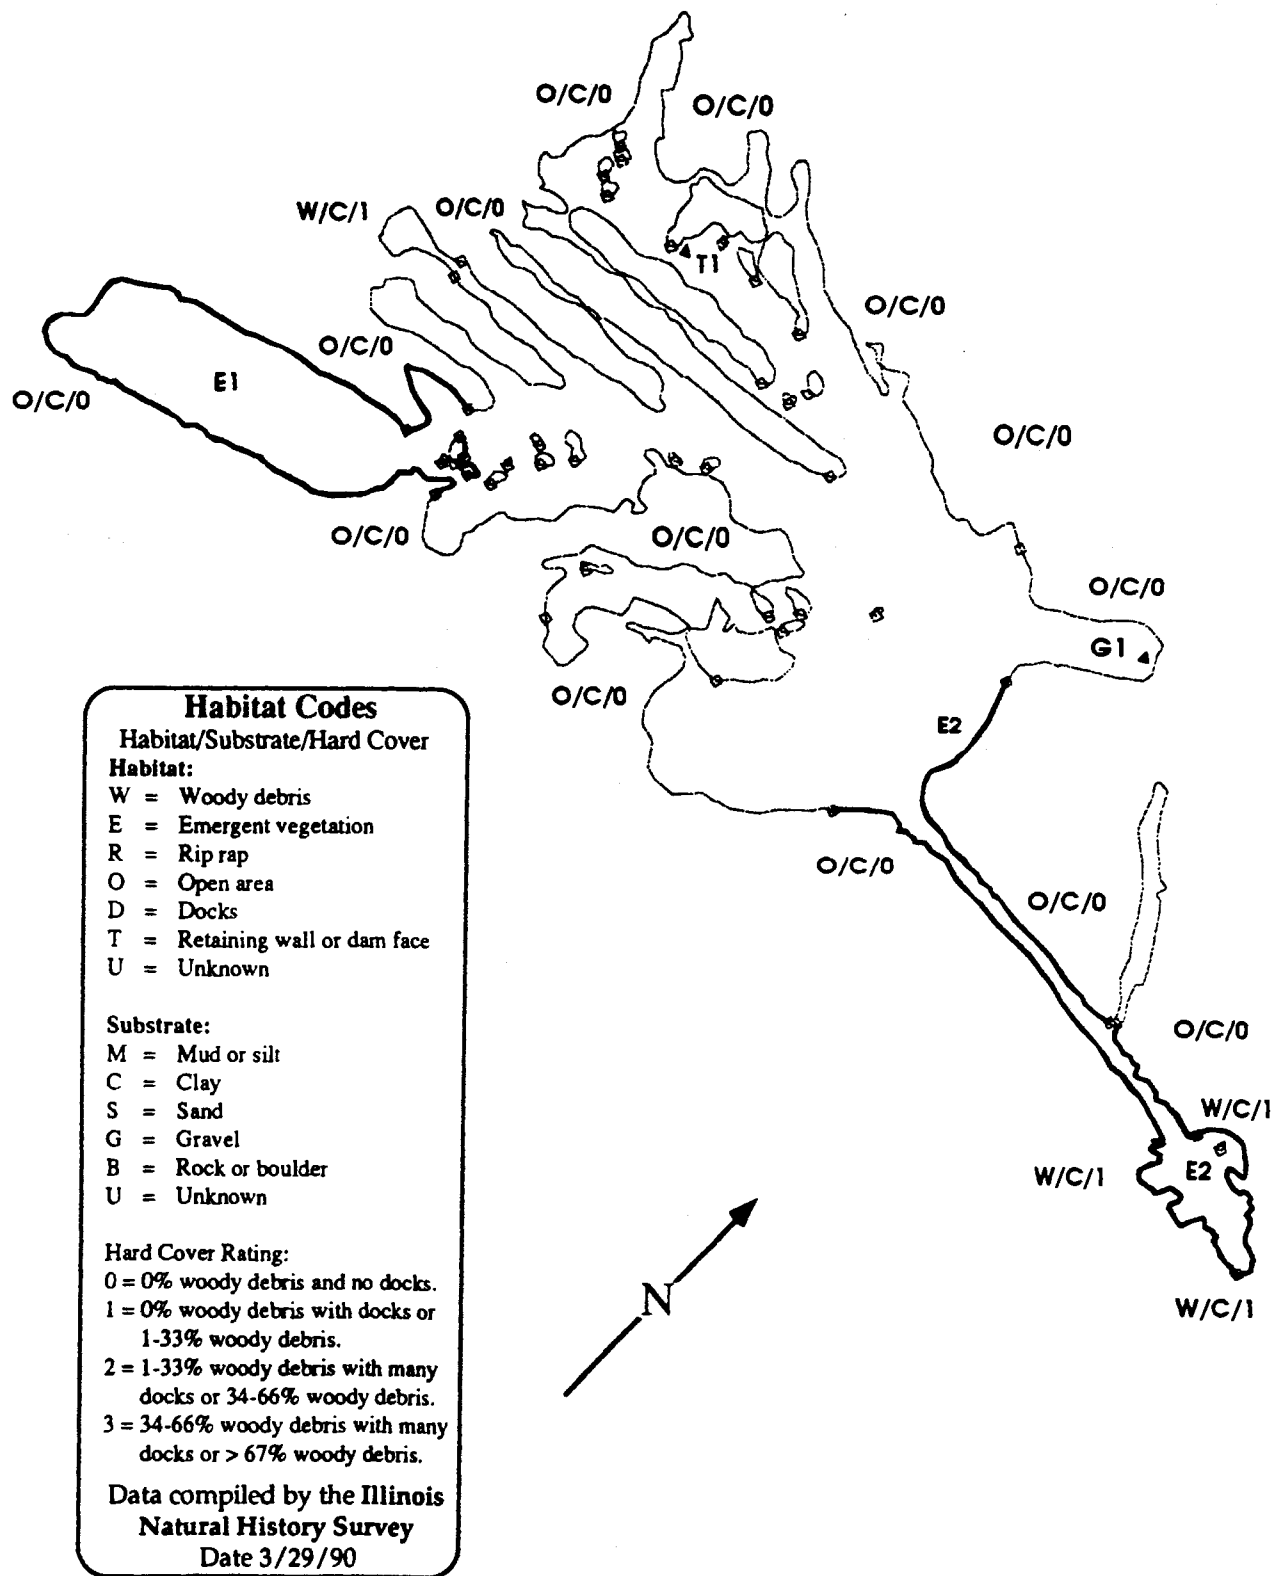 O/C/0
O/C/0
W/C/1
O/C/0
T1
O/C/0
O/C/0
E1
O/C/0
O/C/0
O/C/0
O/C/0
O/C/0
G1
O/C/0
E2
O/C/0
O/C/0
O/C/0
W/C/1
W/C/1
E2
W/C/1
N
Habitat Codes
Habitat/Substrate/Hard Cover
Habitat:
W = Woody debris
E = Emergent vegetation
R = Rip rap
O = Open area
D = Docks
T = Retaining wall or dam face
U = Unknown
Substrate:
M = Mud or silt
C = Clay
S = Sand
G = Gravel
B = Rock or boulder
U = Unknown
Hard Cover Rating:
0 = 0% woody debris and no docks.
1 = 0% woody debris with docks or
1-33% woody debris.
2 = 1-33% woody debris with many
docks or 34-66% woody debris.
3 = 34-66% woody debris with many
docks or > 67% woody debris.
Data compiled by the Illinois
Natural History Survey
Date 3/29/90